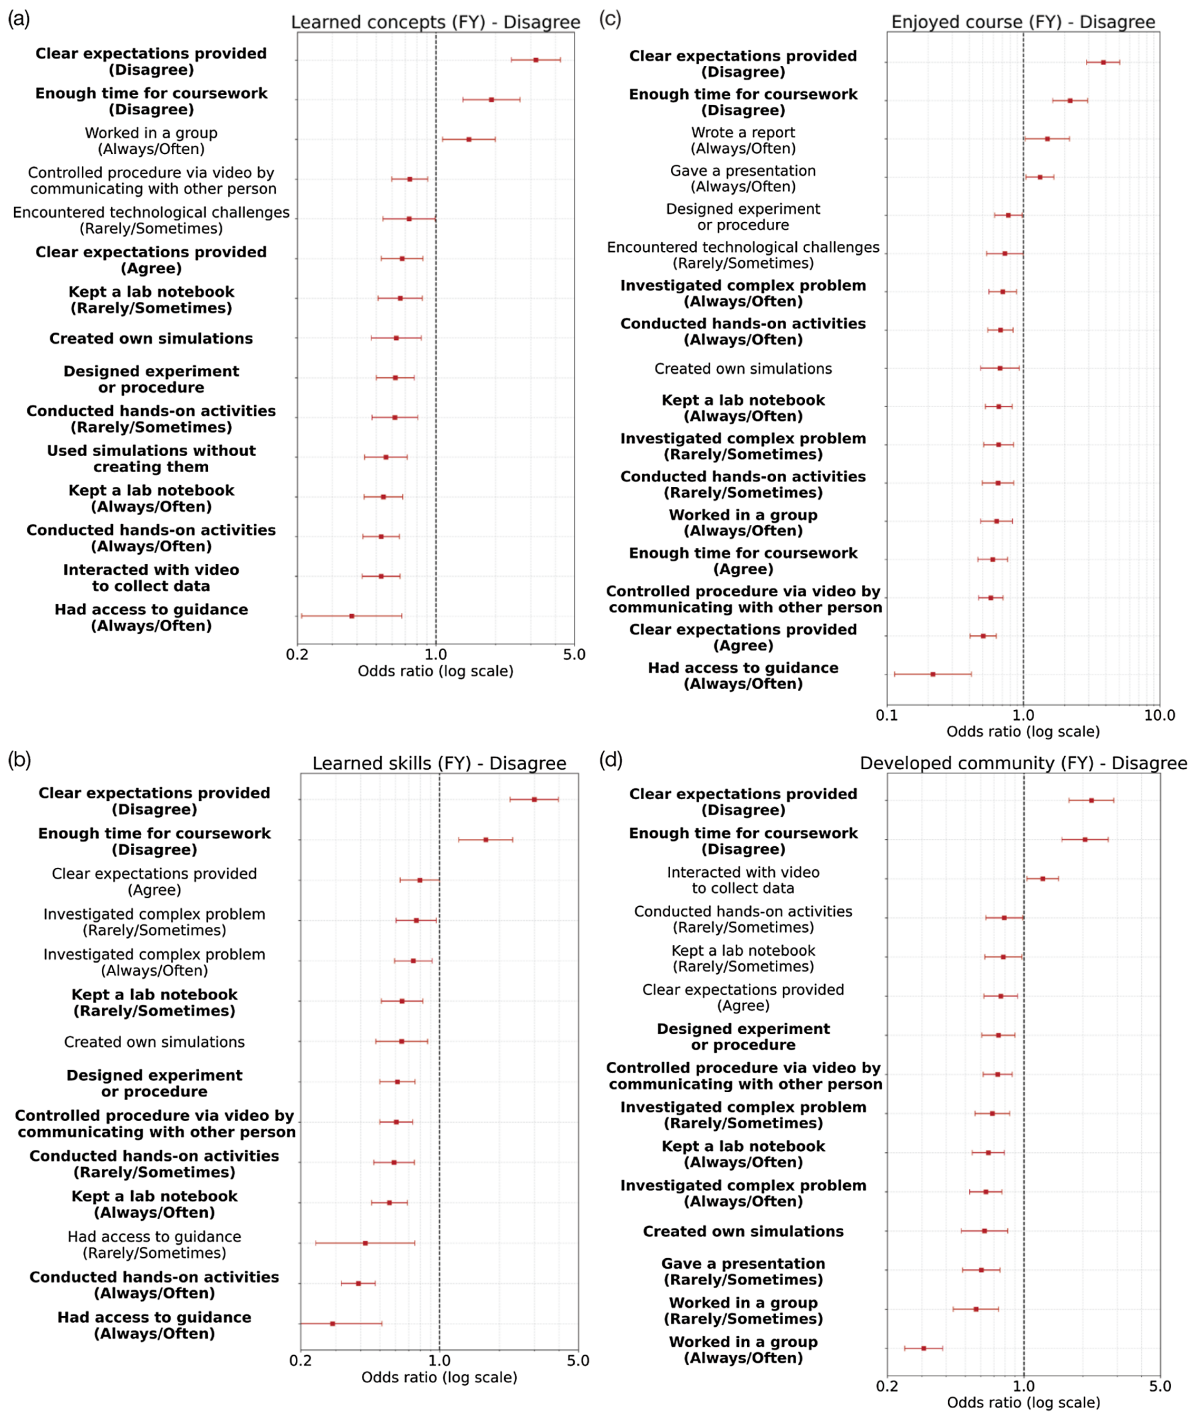 (a)
Learned concepts (FY) - Disagree
Clear expectations provided
(Disagree)
Enough time for coursework
(Disagree)
Worked in a group
(Always/Often)
Controlled procedure via video by
communicating with other person
Encountered technological challenges
(Rarely/Sometimes)
Clear expectations provided
(Agree)
Kept a lab notebook
(Rarely/Sometimes)
Created own simulations
Designed experiment
or procedure
Conducted hands-on activities
(Rarely/Sometimes)
Used simulations without
creating them
Kept a lab notebook
(Always/Often)
Conducted hands-on activities
(Always/Often)
Interacted with video
to collect data
Had access to guidance
(Always/Often)
0.2 1.0 5.0
Odds ratio (log scale)
(c)
Enjoyed course (FY) - Disagree
Clear expectations provided
(Disagree)
Enough time for coursework
(Disagree)
Wrote a report
(Always/Often)
Gave a presentation
(Always/Often)
Designed experiment
or procedure
Encountered technological challenges
(Rarely/Sometimes)
Investigated complex problem
(Always/Often)
Conducted hands-on activities
(Always/Often)
Created own simulations
Kept a lab notebook
(Always/Often)
Investigated complex problem
(Rarely/Sometimes)
Conducted hands-on activities
(Rarely/Sometimes)
Worked in a group
(Always/Often)
Enough time for coursework
(Agree)
Controlled procedure via video by
communicating with other person
Clear expectations provided
(Agree)
Had access to guidance
(Always/Often)
0.1 1.0 10.0
Odds ratio (log scale)
(b)
Learned skills (FY) - Disagree
Clear expectations provided
(Disagree)
Enough time for coursework
(Disagree)
Clear expectations provided
(Agree)
Investigated complex problem
(Rarely/Sometimes)
Investigated complex problem
(Always/Often)
Kept a lab notebook
(Rarely/Sometimes)
Created own simulations
Designed experiment
or procedure
Controlled procedure via video by
communicating with other person
Conducted hands-on activities
(Rarely/Sometimes)
Kept a lab notebook
(Always/Often)
Had access to guidance
(Rarely/Sometimes)
Conducted hands-on activities
(Always/Often)
Had access to guidance
(Always/Often)
0.2 1.0 5.0
Odds ratio (log scale)
(d)
Developed community (FY) - Disagree
Clear expectations provided
(Disagree)
Enough time for coursework
(Disagree)
Interacted with video
to collect data
Conducted hands-on activities
(Rarely/Sometimes)
Kept a lab notebook
(Rarely/Sometimes)
Clear expectations provided
(Agree)
Designed experiment
or procedure
Controlled procedure via video by
communicating with other person
Investigated complex problem
(Rarely/Sometimes)
Kept a lab notebook
(Always/Often)
Investigated complex problem
(Always/Often)
Created own simulations
Gave a presentation
(Rarely/Sometimes)
Worked in a group
(Rarely/Sometimes)
Worked in a group
(Always/Often)
0.2 1.0 5.0
Odds ratio (log scale)